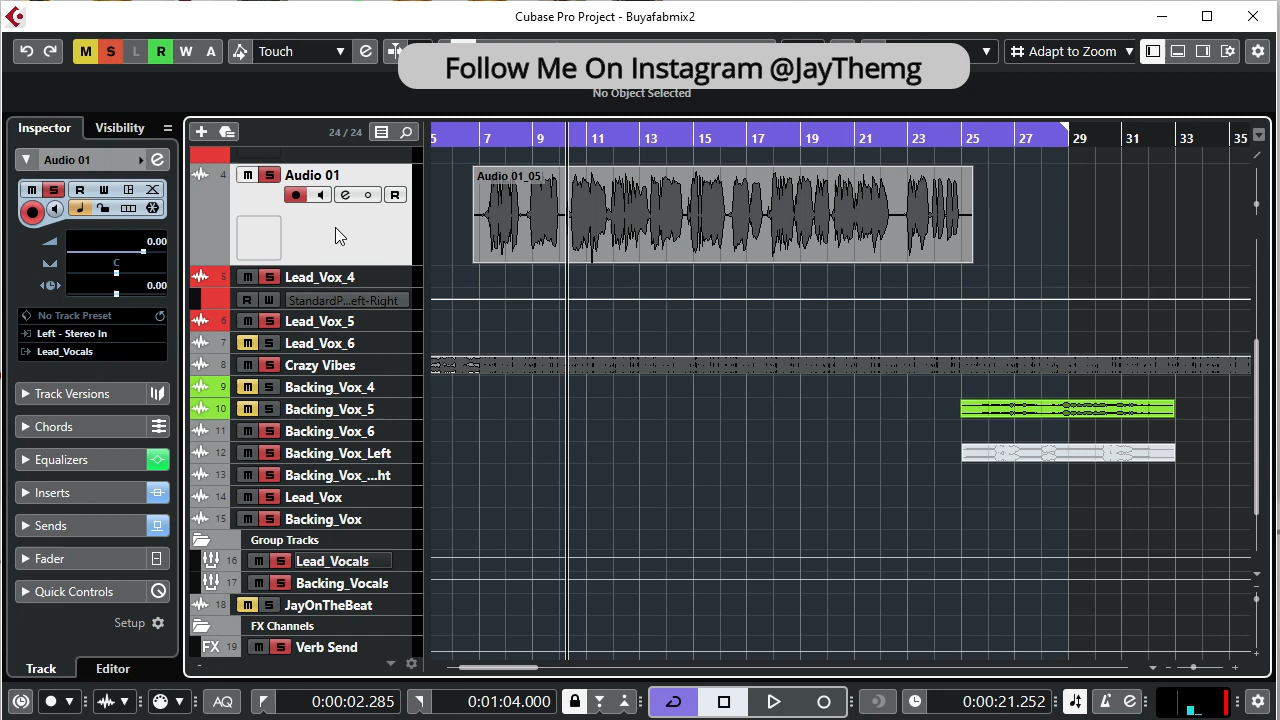 Cubase Pro Project - Buyafabmix2
M S L R W A Touch Adapt to Zoom
Follow Me On Instagram @JayThemg
No Object Selected
Inspector Visibility
24 / 24
5 7 9 11 13 15 17 19 21 23 25 27 29 31 33 35
Audio 01
M S R W
0.00
C
0.00
No Track Preset
Left - Stereo In
Lead_Vocals
Track Versions
Chords
Equalizers
Inserts
Sends
Fader
Quick Controls
Setup
Track Editor
4 M S Audio 01
R
Audio 01_05
5 M S Lead_Vox_4
R W StandardP...eft-Right
6 M S Lead_Vox_5
7 M S Lead_Vox_6
8 M S Crazy Vibes
9 M S Backing_Vox_4
10 M S Backing_Vox_5
11 M S Backing_Vox_6
12 M S Backing_Vox_Left
13 M S Backing_Vox_...ht
14 M S Lead_Vox
15 M S Backing_Vox
Group Tracks
16 M S Lead_Vocals
17 M S Backing_Vocals
18 M S JayOnTheBeat
FX Channels
FX 19 M S Verb Send
AQ 0:00:02.285 0:01:04.000 0:00:21.252